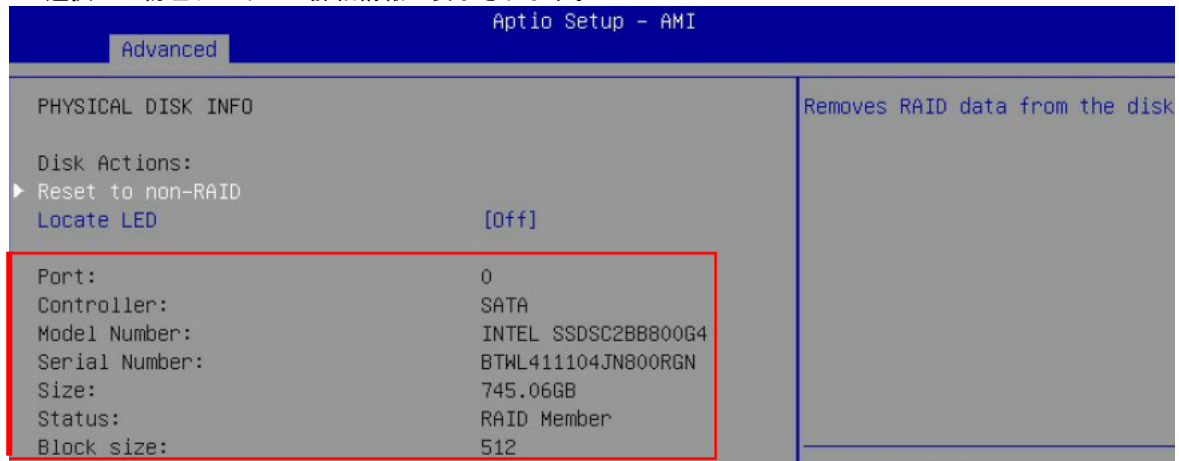 Aptio Setup – AMI
Advanced
PHYSICAL DISK INFO
Removes RAID data from the disk
Disk Actions:
Reset to non-RAID
Locate LED [Off]
Port: 0
Controller: SATA
Model Number: INTEL SSDSC2BB800G4
Serial Number: BTWL411104JN800RGN
Size: 745.06GB
Status: RAID Member
Block size: 512